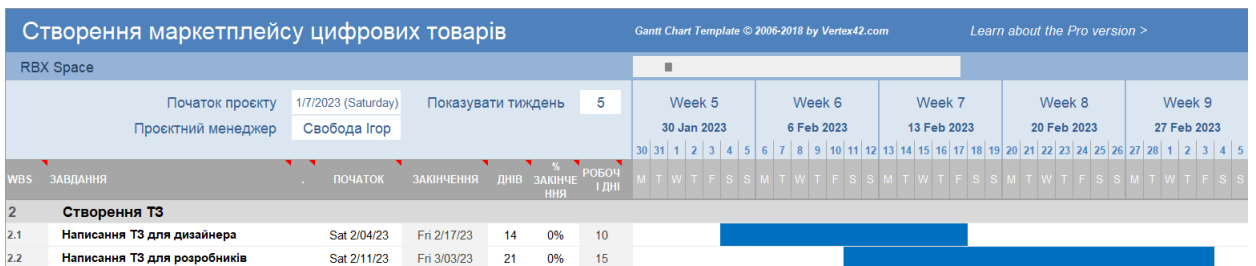 Створення маркетплейсу цифрових товарів Gantt Chart Template © 2006-2018 by Vertex42.com Learn about the Pro version >
RBX Space
Початок проєкту 1/7/2023 (Saturday) Показувати тиждень 5 Week 5 Week 6 Week 7 Week 8 Week 9
Проєктний менеджер Свобода Ігор 30 Jan 2023 6 Feb 2023 13 Feb 2023 20 Feb 2023 27 Feb 2023
30 31 1 2 3 4 5 6 7 8 9 10 11 12 13 14 15 16 17 18 19 20 21 22 23 24 25 26 27 28 1 2 3 4 5
WBS ЗАВДАННЯ . ПОЧАТОК ЗАКІНЧЕННЯ ДНІВ % ЗАКІНЧЕ ННЯ РОБОЧ І ДНІ M T W T F S S M T W T F S S M T W T F S S M T W T F S S M T W T F S S
2 Створення ТЗ
2.1 Написання ТЗ для дизайнера Sat 2/04/23 Fri 2/17/23 14 0% 10
2.2 Написання ТЗ для розробників Sat 2/11/23 Fri 3/03/23 21 0% 15